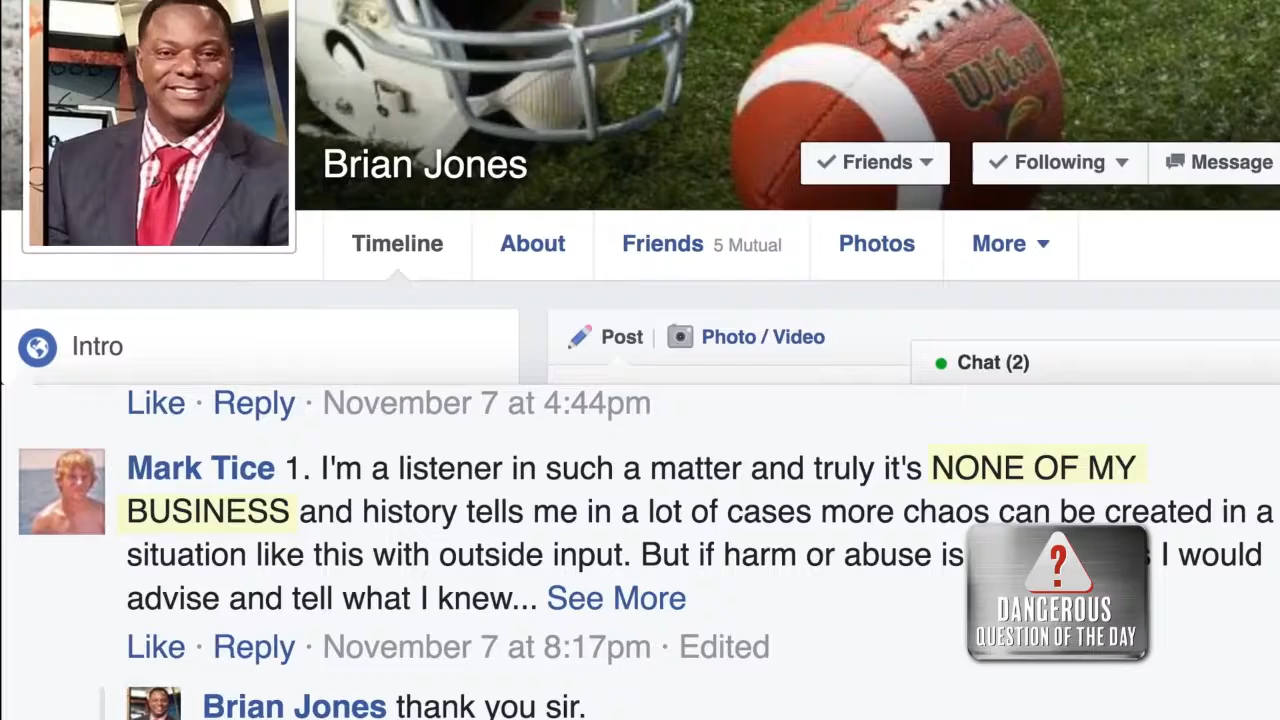 Wilson
Brian Jones
Friends
Following
Message
Timeline
About
Friends 5 Mutual
Photos
More
Intro
Post
Photo / Video
Chat (2)
Like · Reply · November 7 at 4:44pm
Mark Tice 1. I'm a listener in such a matter and truly it's NONE OF MY
BUSINESS and history tells me in a lot of cases more chaos can be created in a
situation like this with outside input. But if harm or abuse is I would
advise and tell what I knew... See More
Like · Reply · November 7 at 8:17pm · Edited
Brian Jones thank you sir.
?
DANGEROUS
QUESTION OF THE DAY